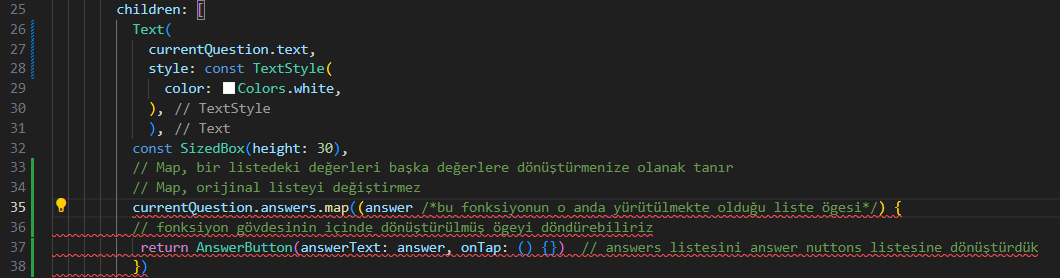 25 children: [
26 Text(
27 currentQuestion.text,
28 style: const TextStyle(
29 color: Colors.white,
30 ), // TextStyle
31 ), // Text
32 const SizedBox(height: 30),
33 // Map, bir listedeki değerleri başka değerlere dönüştürmenize olanak tanır
34 // Map, orijinal listeyi değiştirmez
35 currentQuestion.answers.map((answer /*bu fonksiyonun o anda yürütülmekte olduğu liste ögesi*/) {
36 // fonksiyon gövdesinin içinde dönüştürülmüş ögeyi döndürebiliriz
37 return AnswerButton(answerText: answer, onTap: () {}) // answers listesini answer nuttons listesine dönüştürdük
38 })